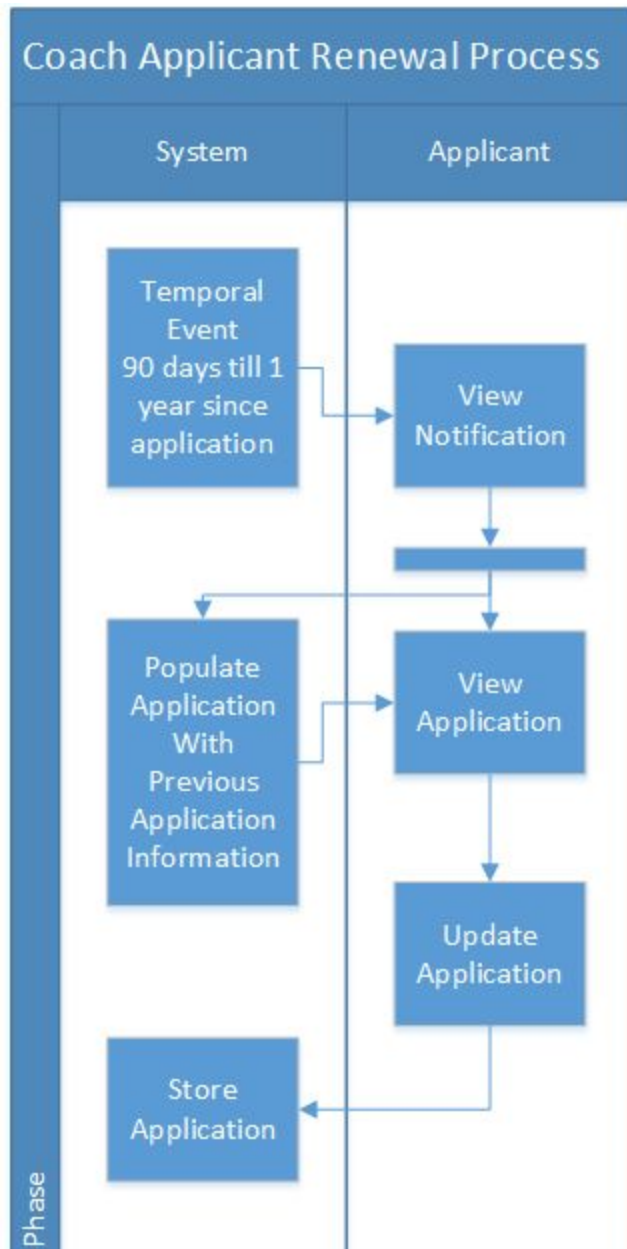 Coach Applicant Renewal Process
System
Applicant
Temporal
Event
90 days till 1
year since
application
View
Notification
Populate
Application
With
Previous
Application
Information
View
Application
Update
Application
Store
Application
Phase